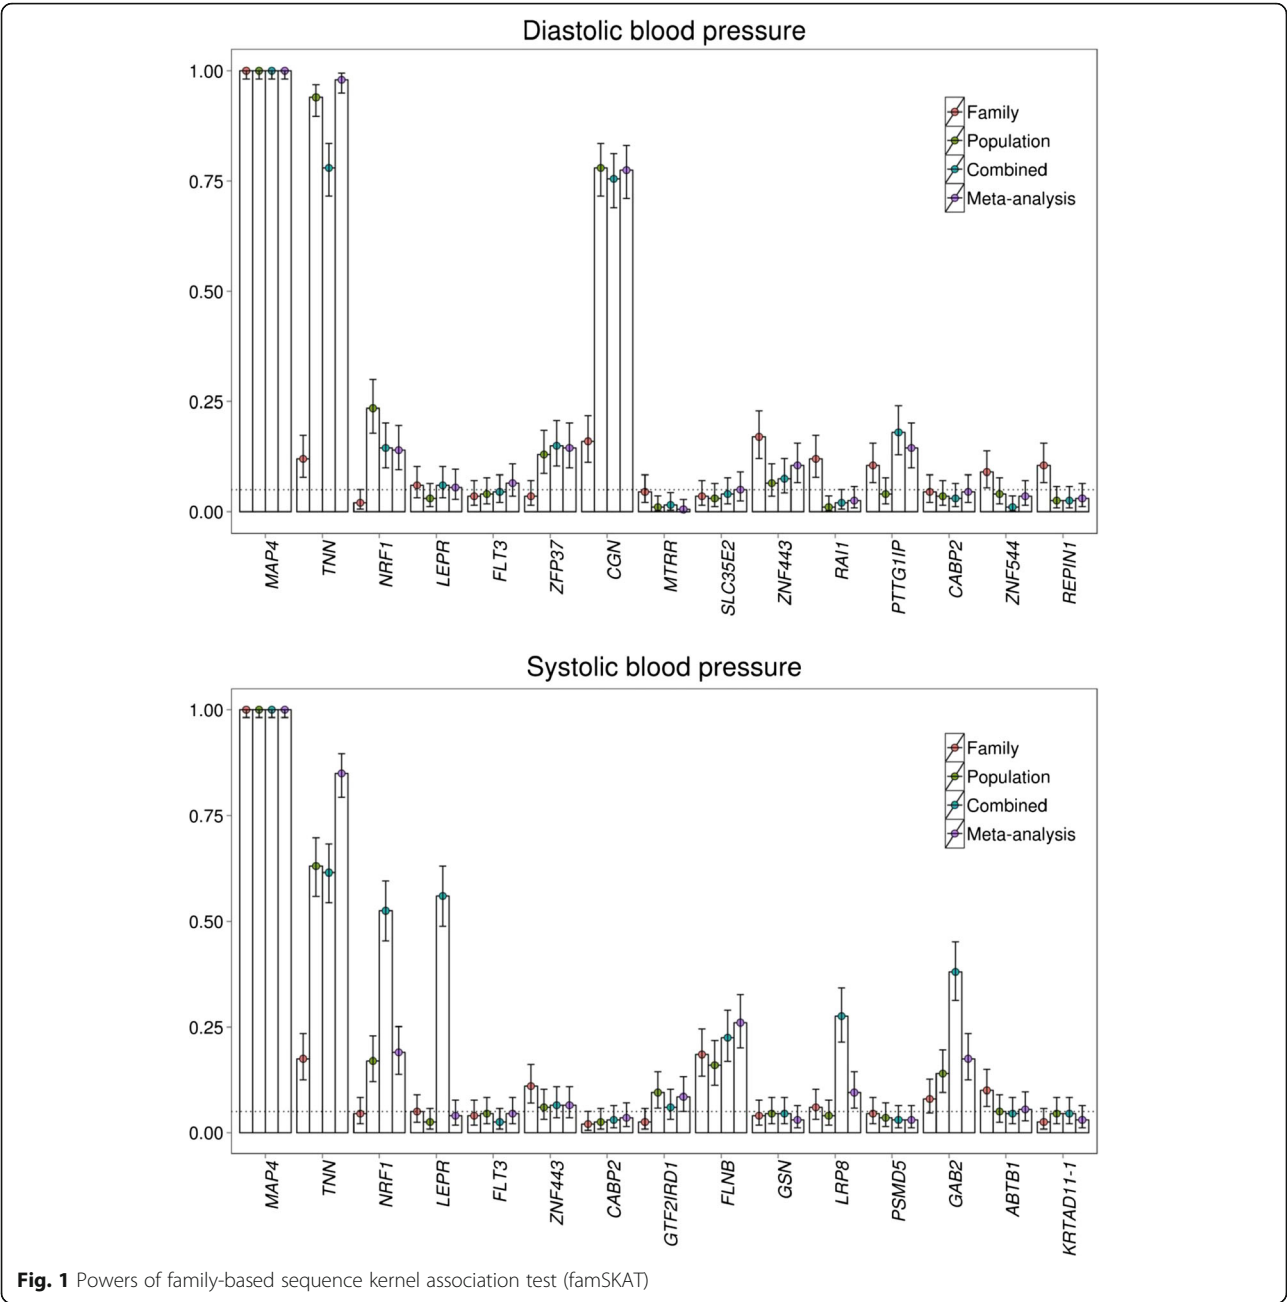 Diastolic blood pressure
1.00
0.75
0.50
0.25
0.00
Family
Population
Combined
Meta-analysis
MAP4 TNN NRF1 LEPR FLT3 ZFP37 CGN MTRR SLC35E2 ZNF443 RAI1 PTTG1IP CABP2 ZNF544 REPIN1
Systolic blood pressure
1.00
0.75
0.50
0.25
0.00
Family
Population
Combined
Meta-analysis
MAP4 TNN NRF1 LEPR FLT3 ZNF443 CABP2 GTF2IRD1 FLNB GSN LRP8 PSMD5 GAB2 ABTB1 KRTAD11-1
Fig. 1 Powers of family-based sequence kernel association test (famSKAT)